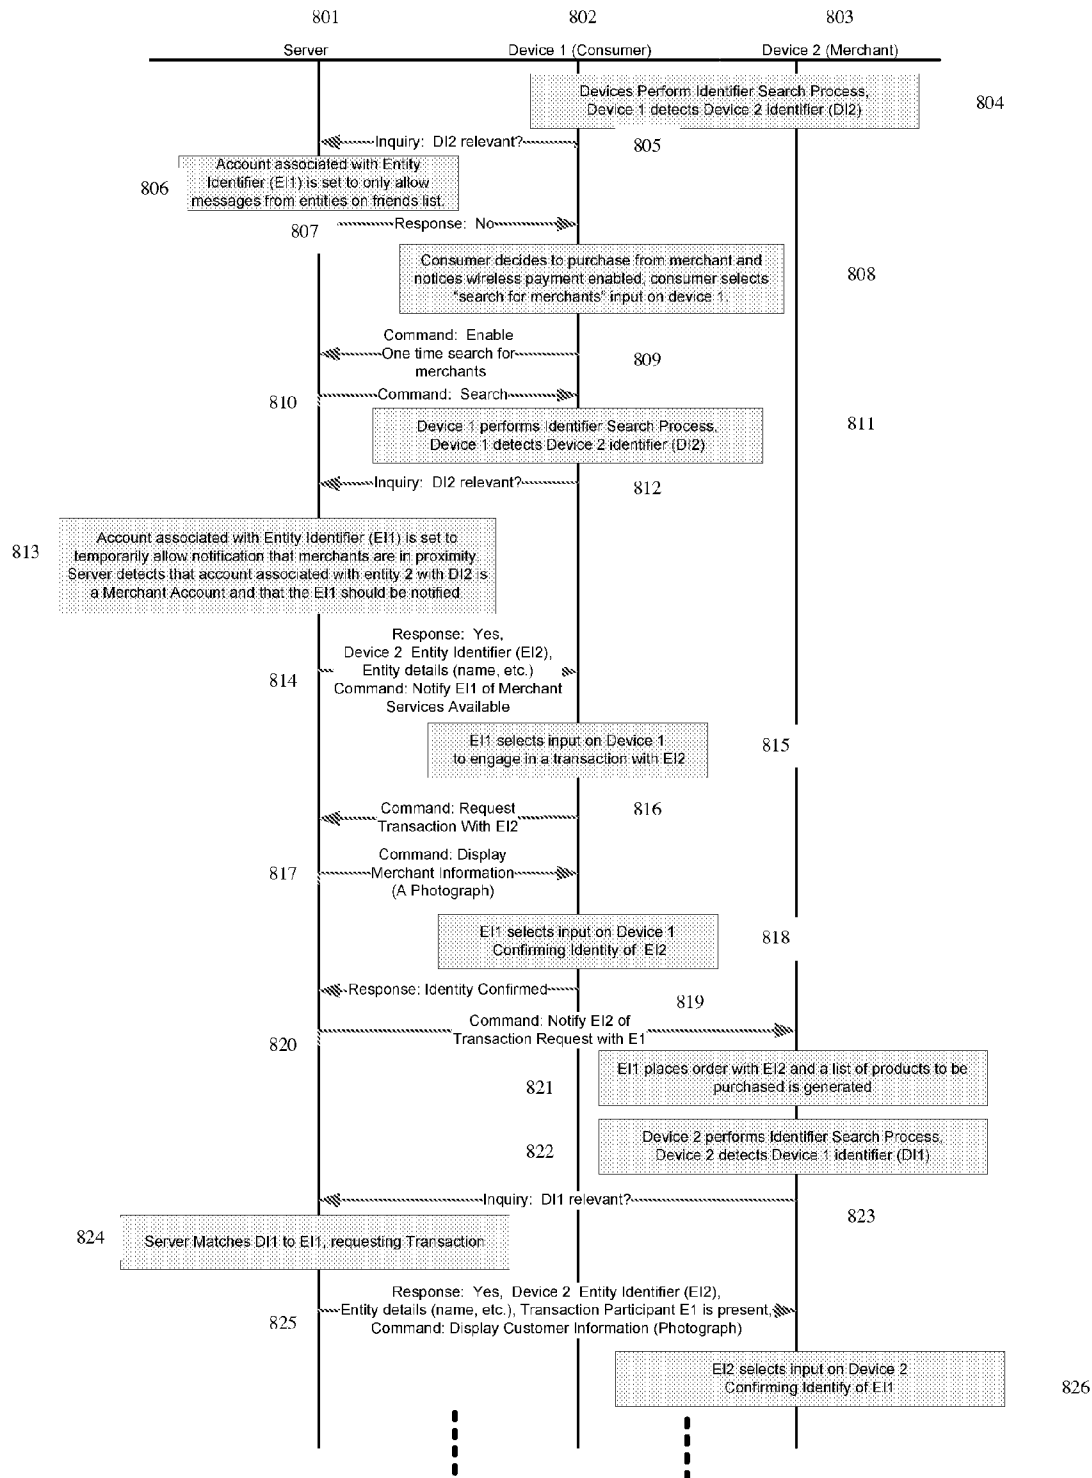 801
802
803
Server
Device 1 (Consumer)
Device 2 (Merchant)
Devices Perform Identifier Search Process,
Device 1 detects Device 2 identifier (DI2)
804
Inquiry: DI2 relevant?
805
Account associated with Entity
Identifier (EI1) is set to only allow
messages from entities on friends list.
806
807
Response: No
Consumer decides to purchase from merchant and
notices wireless payment enabled, consumer selects
“search for merchants” input on device 1.
808
Command: Enable
One time search for
merchants
809
810
Command: Search
Device 1 performs Identifier Search Process,
Device 1 detects Device 2 identifier (DI2)
811
Inquiry: DI2 relevant?
812
813
Account associated with Entity Identifier (EI1) is set to
temporarily allow notification that merchants are in proximity.
Server detects that account associated with entity 2 with DI2 is
a Merchant Account and that the EI1 should be notified
Response: Yes,
Device 2 Entity Identifier (EI2),
Entity details (name, etc.)
Command: Notify EI1 of Merchant
Services Available
814
EI1 selects input on Device 1
to engage in a transaction with EI2
815
Command: Request
Transaction With EI2
816
817
Command: Display
Merchant Information
(A Photograph)
EI1 selects input on Device 1
Confirming Identity of EI2
818
Response: Identity Confirmed
819
820
Command: Notify EI2 of
Transaction Request with E1
821
EI1 places order with EI2 and a list of products to be
purchased is generated
822
Device 2 performs Identifier Search Process,
Device 2 detects Device 1 identifier (DI1)
Inquiry: DI1 relevant?
823
824
Server Matches DI1 to EI1, requesting Transaction
825
Response: Yes, Device 2 Entity Identifier (EI2),
Entity details (name, etc.), Transaction Participant E1 is present,
Command: Display Customer Information (Photograph)
EI2 selects input on Device 2
Confirming Identify of EI1
826